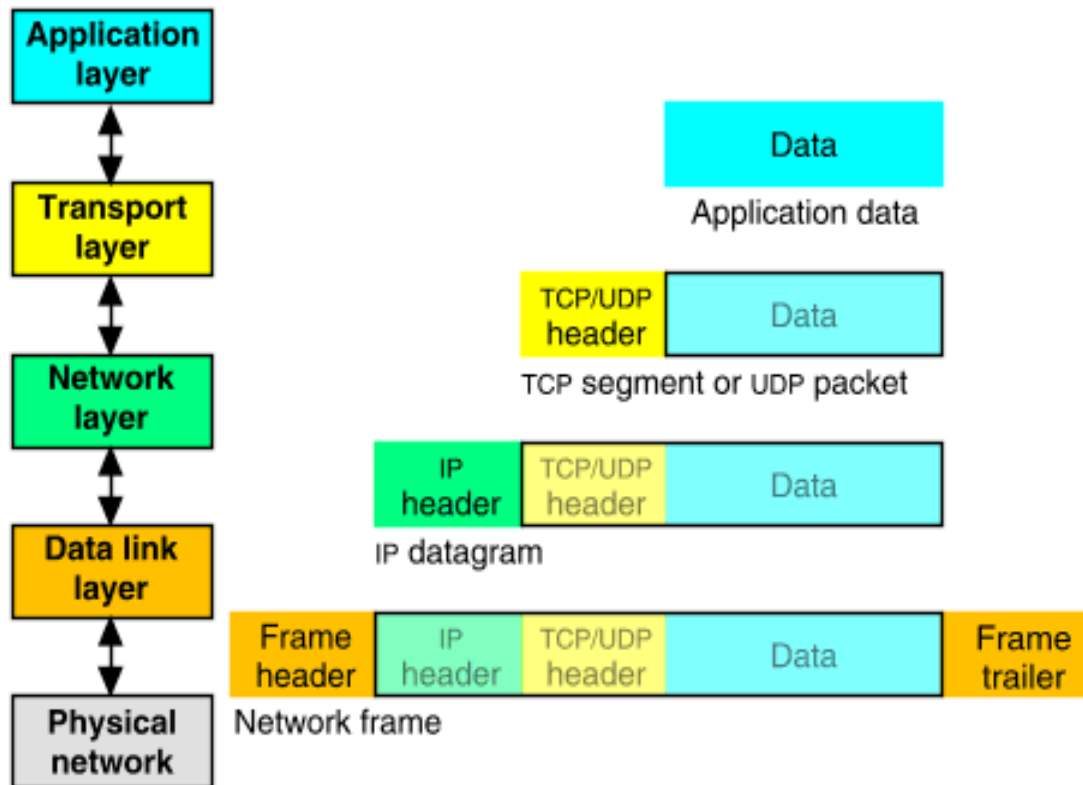 Application
layer
Transport
layer
Network
layer
Data link
layer
Physical
network
Data
Application data
TCP/UDP
header
Data
TCP segment or UDP packet
IP
header
TCP/UDP
header
Data
IP datagram
Frame
header
IP
header
TCP/UDP
header
Data
Frame
trailer
Network frame